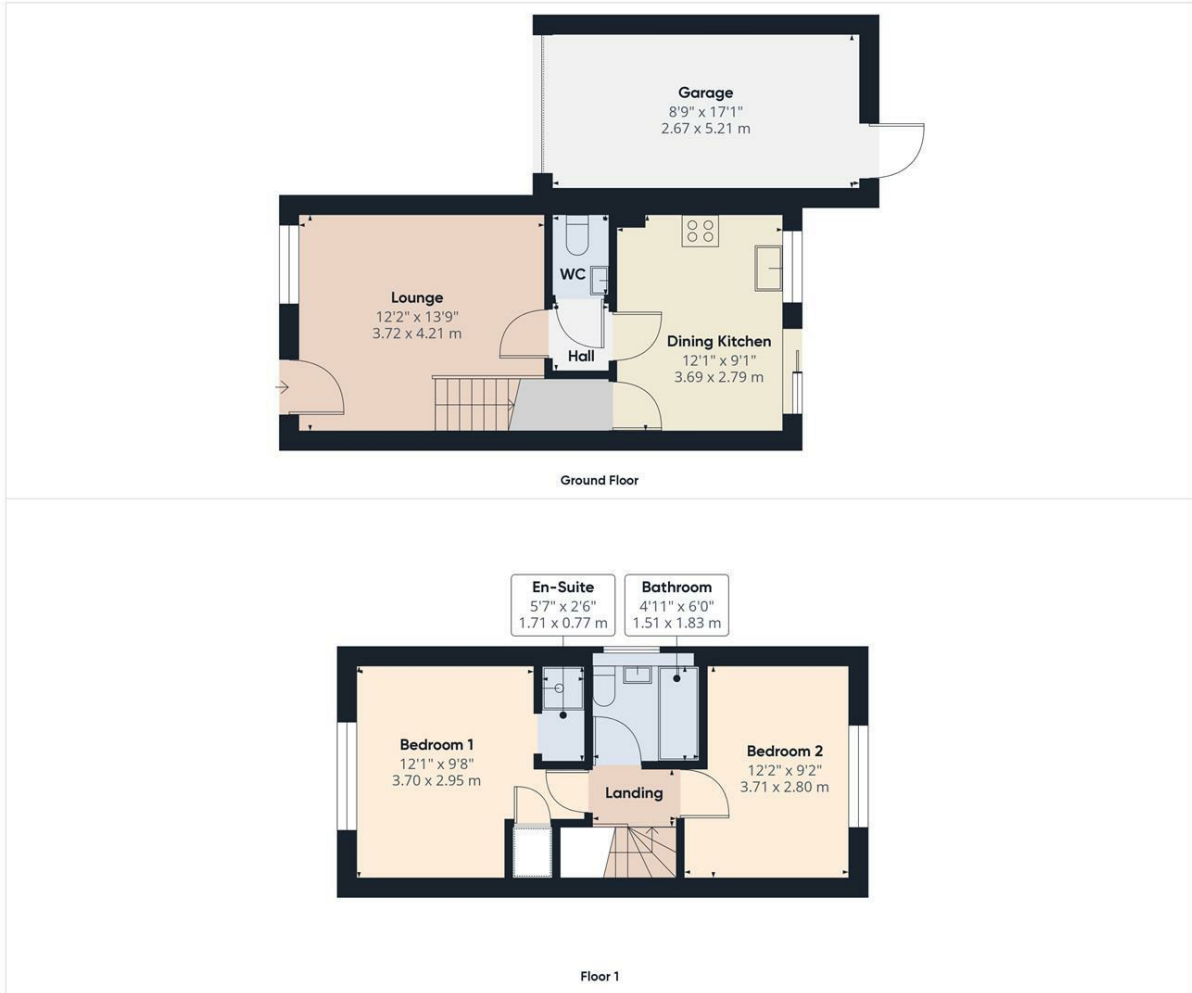 Garage
8'9" x 17'1"
2.67 x 5.21 m
Lounge
12'2" x 13'9"
3.72 x 4.21 m
WC
Hall
Dining Kitchen
12'1" x 9'1"
3.69 x 2.79 m
Ground Floor
En-Suite
5'7" x 2'6"
1.71 x 0.77 m
Bathroom
4'11" x 6'0"
1.51 x 1.83 m
Bedroom 1
12'1" x 9'8"
3.70 x 2.95 m
Landing
Bedroom 2
12'2" x 9'2"
3.71 x 2.80 m
Floor 1